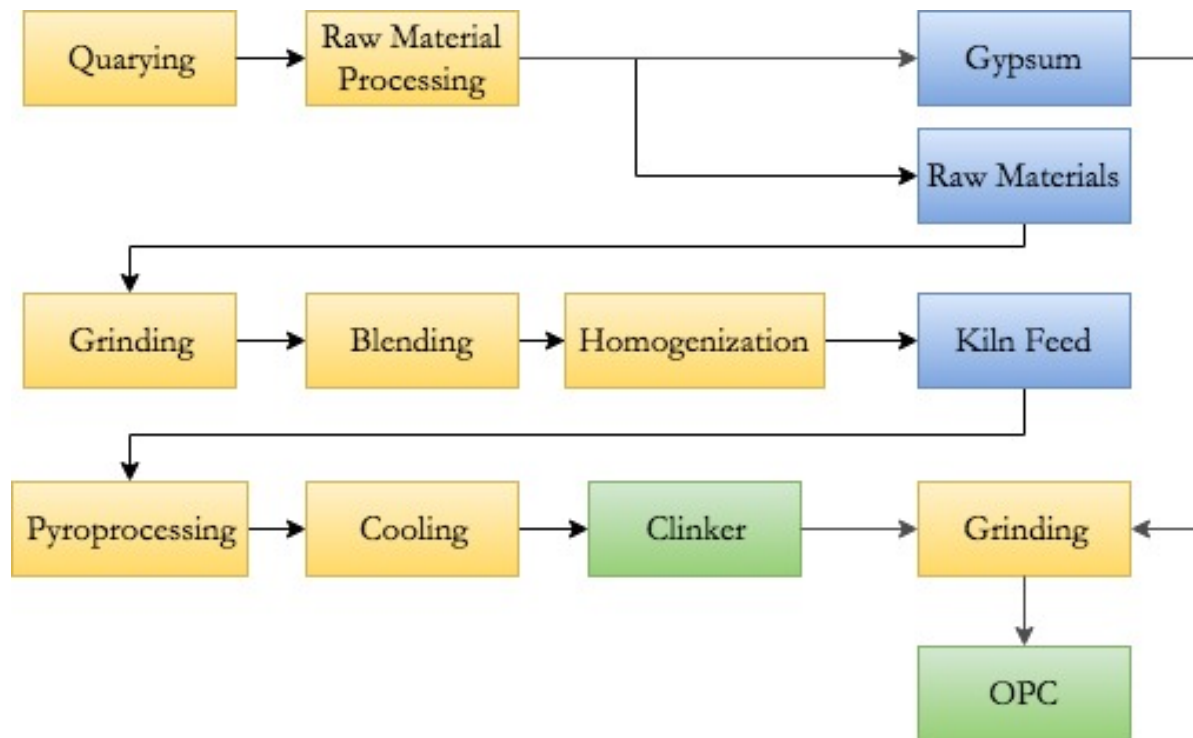 Quarying
Raw Material
Processing
Gypsum
Raw Materials
Grinding
Blending
Homogenization
Kiln Feed
Pyroprocessing
Cooling
Clinker
Grinding
OPC